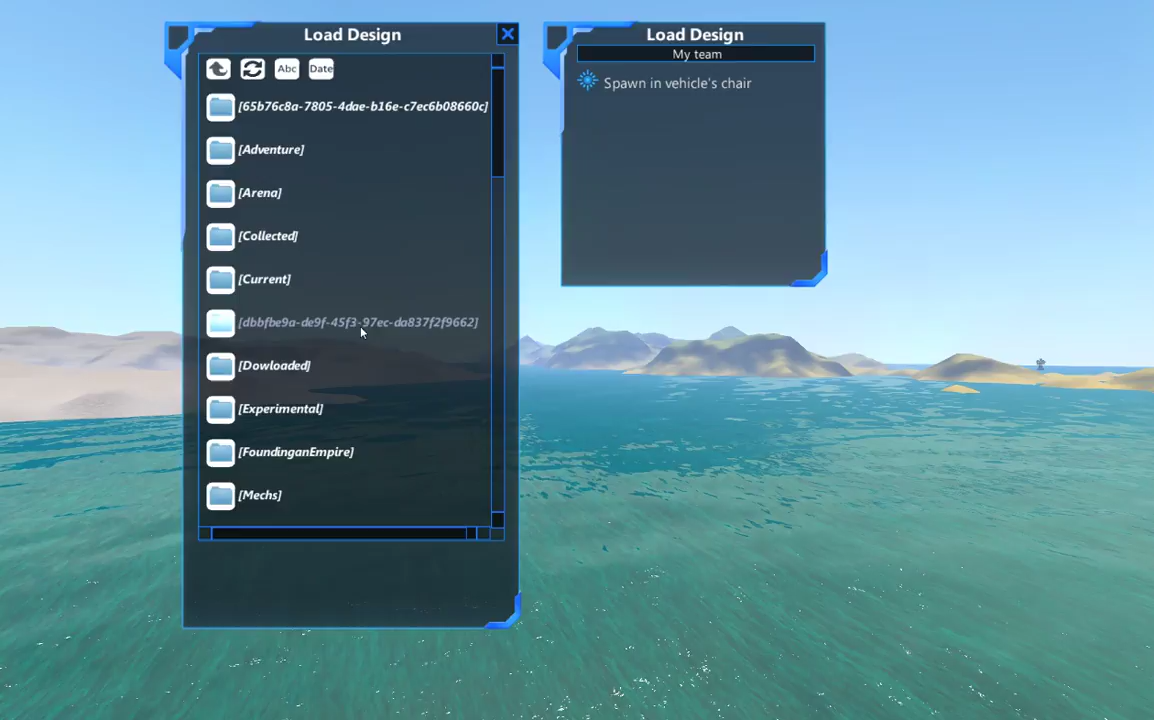 Load Design
Abc Date
[65b76c8a-7805-4dae-b16e-c7ec6b08660c]
[Adventure]
[Arena]
[Collected]
[Current]
[dbbfbe9a-de9f-45f3-97ec-da837f2f9662]
[Dowloaded]
[Experimental]
[FoundinganEmpire]
[Mechs]
Load Design
My team
Spawn in vehicle's chair